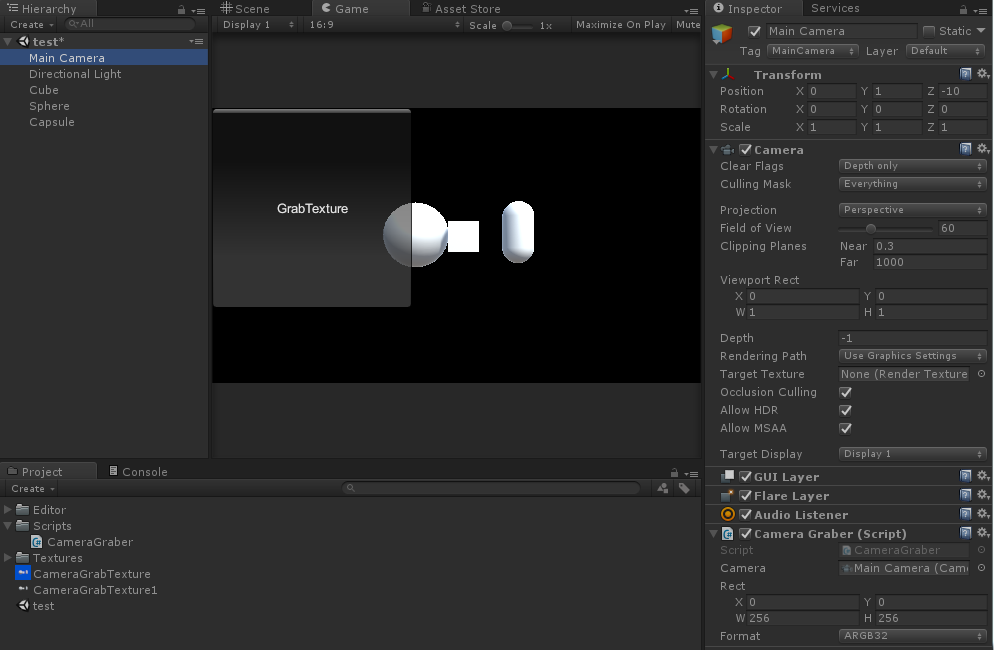 Hierarchy
Create
All
test*
Main Camera
Directional Light
Cube
Sphere
Capsule
Scene
Game
Asset Store
Display 1
16:9
Scale
1x
Maximize On Play
Mute
GrabTexture
Project
Console
Create
Editor
Scripts
CameraGraber
Textures
CameraGrabTexture
CameraGrabTexture1
test
Inspector
Services
Main Camera
Static
Tag MainCamera Layer Default
Transform
Position X 0 Y 1 Z -10
Rotation X 0 Y 0 Z 0
Scale X 1 Y 1 Z 1
Camera
Clear Flags Depth only
Culling Mask Everything
Projection Perspective
Field of View 60
Clipping Planes Near 0.3
Far 1000
Viewport Rect
X 0 Y 0
W 1 H 1
Depth -1
Rendering Path Use Graphics Settings
Target Texture None (Render Texture
Occlusion Culling
Allow HDR
Allow MSAA
Target Display Display 1
GUI Layer
Flare Layer
Audio Listener
Camera Graber (Script)
Script CameraGraber
Camera Main Camera (Came
Rect
X 0 Y 0
W 256 H 256
Format ARGB32